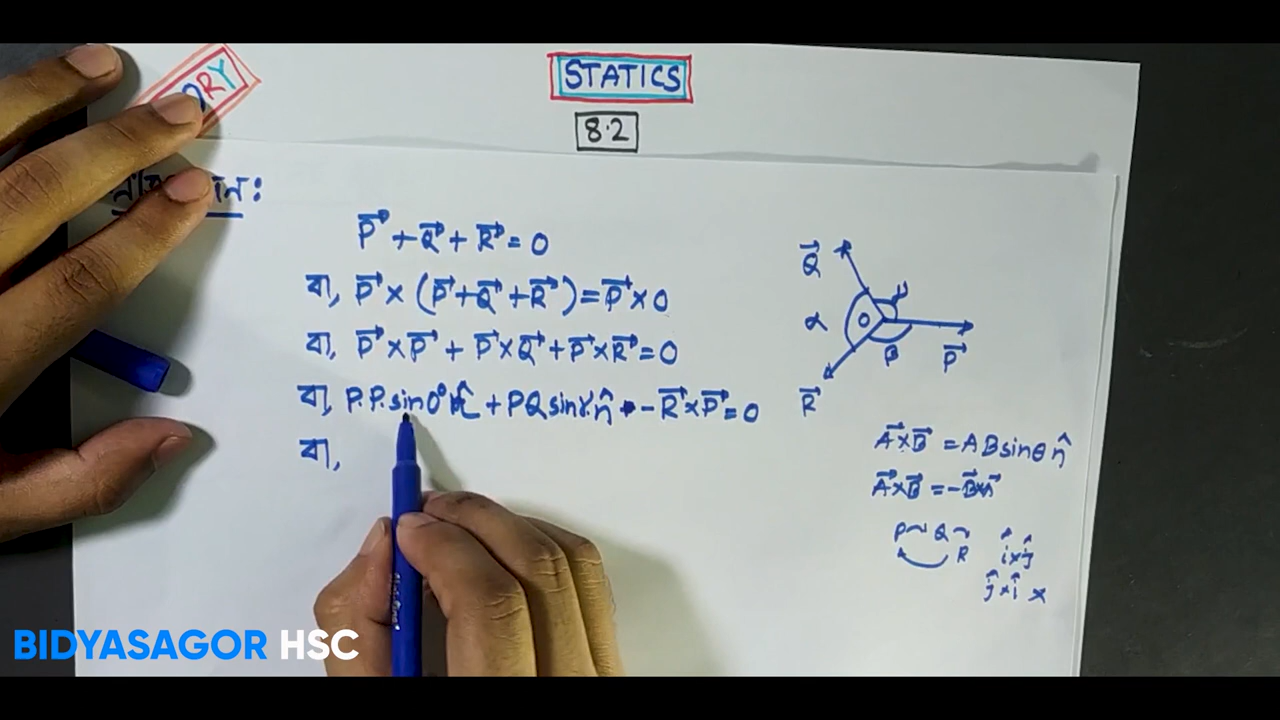 STATICS
8.2
P⃗ + Q⃗ + R⃗ = 0
বা, P⃗ × (P⃗ + Q⃗ + R⃗) = P⃗ × 0
বা, P⃗ × P⃗ + P⃗ × Q⃗ + P⃗ × R⃗ = 0
বা, P.P.sin0° n̂ + PQ sinγ.n̂ - R⃗ × P⃗ = 0
বা,
Q⃗
γ
α
O
β
P⃗
R⃗
A⃗ × B⃗ = AB sinθ n̂
A⃗ × B⃗ = - B⃗ × A⃗
P Q
R
î × ĵ
ĵ × î ×
BIDYASAGOR HSC